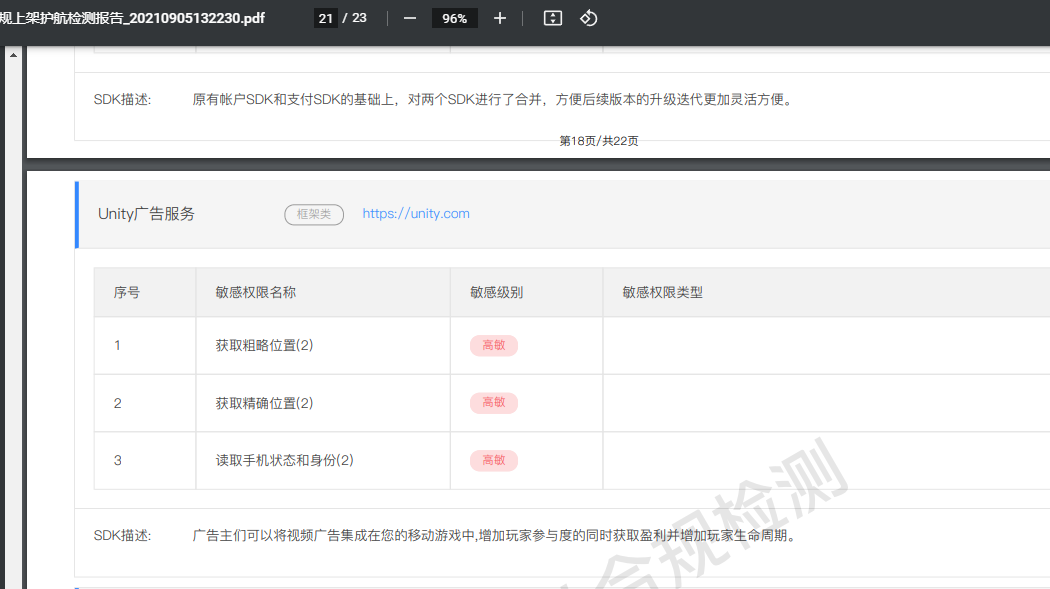 规上架护航检测报告_20210905132230.pdf
21 / 23
96%
SDK描述: 原有帐户SDK和支付SDK的基础上，对两个SDK进行了合并，方便后续版本的升级迭代更加灵活方便。
第18页/共22页
Unity广告服务 框架类 https://unity.com
序号 敏感权限名称 敏感级别 敏感权限类型
1 获取粗略位置(2) 高敏
2 获取精确位置(2) 高敏
3 读取手机状态和身份(2) 高敏
SDK描述: 广告主们可以将视频广告集成在您的移动游戏中,增加玩家参与度的同时获取盈利并增加玩家生命周期。
合规检测